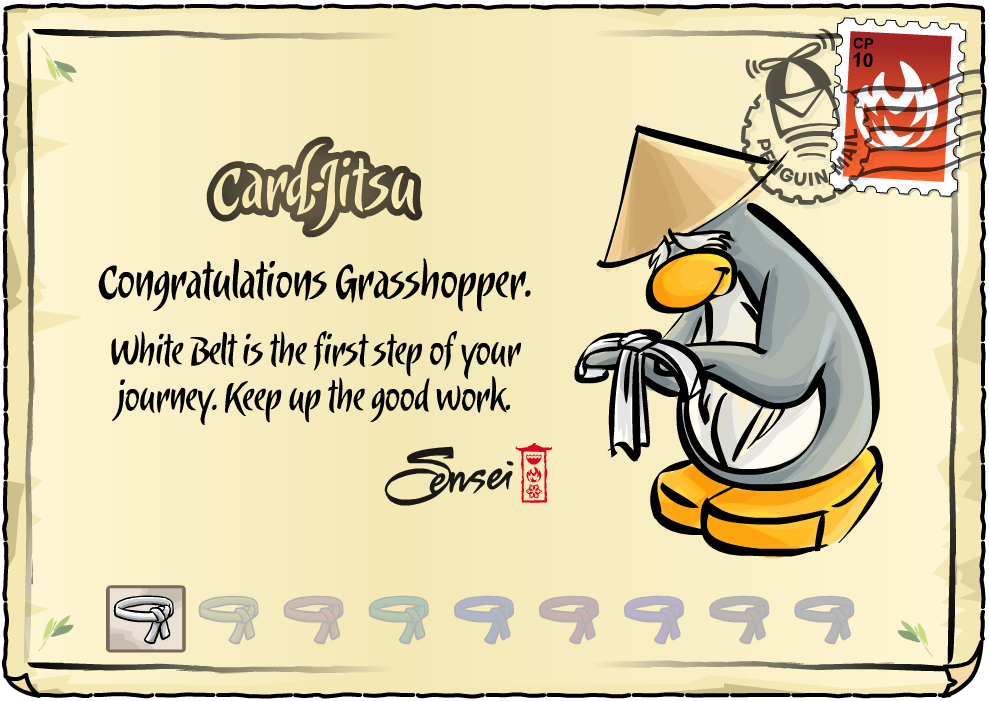 CP
10
PENGUIN MAIL
Card-Jitsu
Congratulations Grasshopper.
White Belt is the first step of your
journey. Keep up the good work.
Sensei